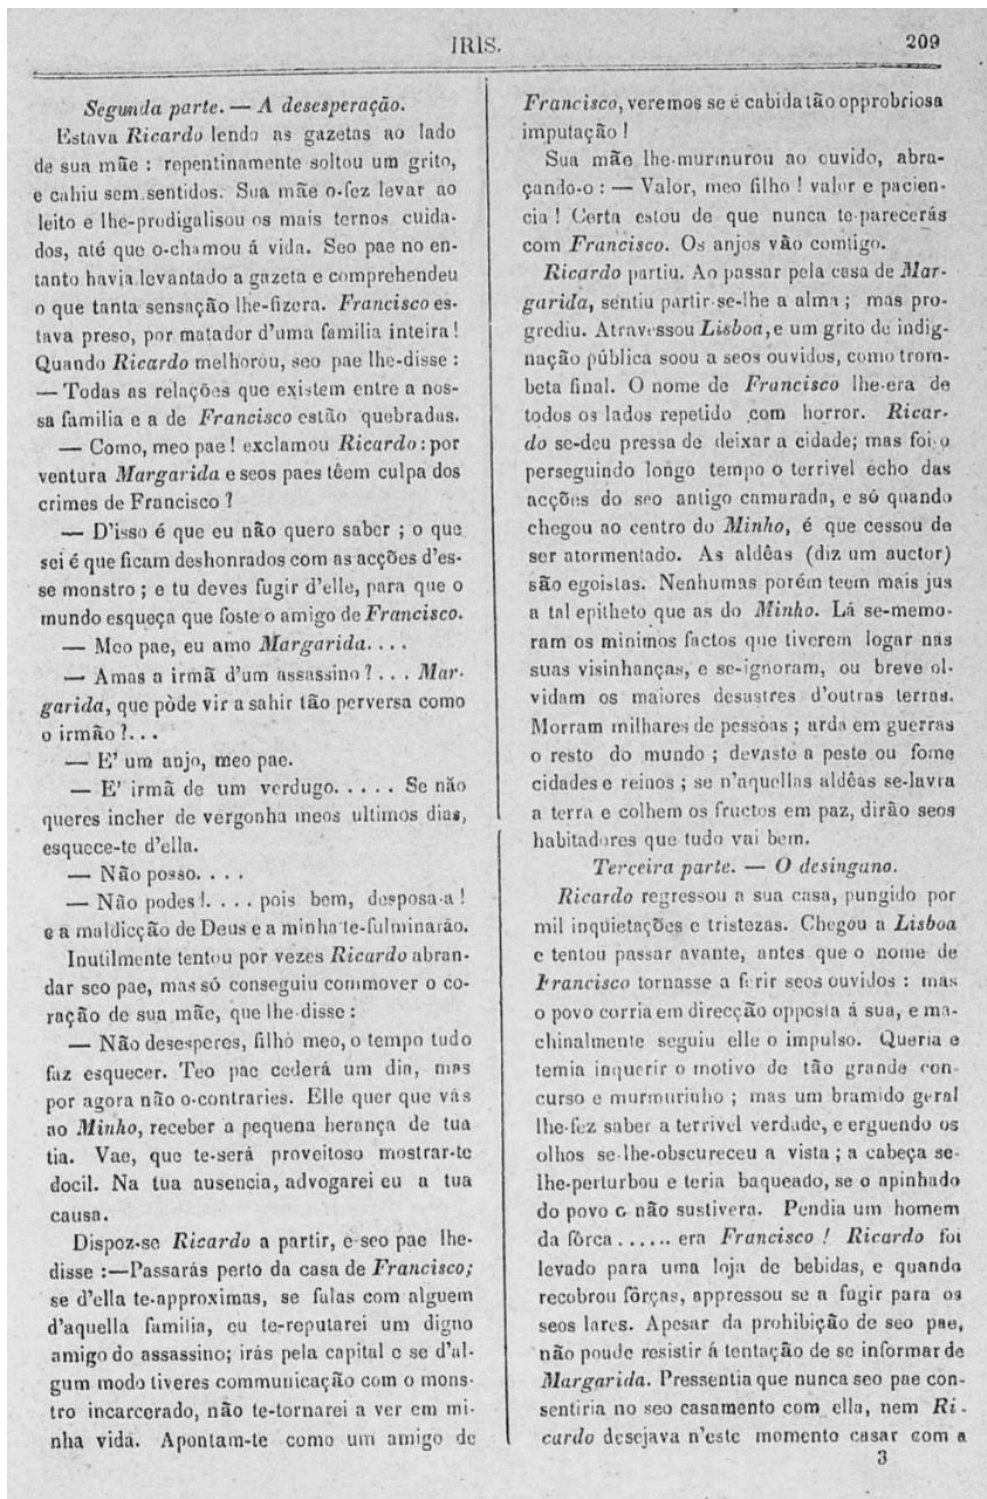 IRIS.
209
Segunda parte. — A desesperação.
Estava Ricardo lendo as gazetas ao lado
de sua mãe : repentinamente soltou um grito,
e cahiu sem sentidos. Sua mãe o-fez levar ao
leito e lhe-prodigalisou os mais ternos cuida-
dos, até que o-chamou á vida. Seo pae no en-
tanto havia levantado a gazeta e comprehendeu
o que tanta sensação lhe-fizera. Francisco es-
tava preso, por matador d'uma familia inteira !
Quando Ricardo melhorou, seo pae lhe-disse :
— Todas as relações que existem entre a nos-
sa familia e a de Francisco estão quebradas.
— Como, meo pae ! exclamou Ricardo : por
ventura Margarida e seos paes têem culpa dos
crimes de Francisco ?
— D'isso é que eu não quero saber ; o que
sei é que ficam deshonrados com as acções d'es-
se monstro ; e tu deves fugir d'elle, para que o
mundo esqueça que foste o amigo de Francisco.
— Meo pae, eu amo Margarida. . . .
— Amas a irmã d'um assassino ? . . . Mar-
garida, que pòde vir a sahir tão perversa como
o irmão ?. . .
— E' um anjo, meo pae.
— E' irmã de um verdugo. . . . . Se não
queres incher de vergonha meos ultimos dias,
esquece-te d'ella.
— Não posso. . . .
— Não podes !. . . . pois bem, desposa-a !
e a maldicção de Deus e a minha te-fulminarão.
Inutilmente tentou por vezes Ricardo abran-
dar seo pae, mas só conseguiu commover o co-
ração de sua mãe, que lhe-disse :
— Não desesperes, filho meo, o tempo tudo
faz esquecer. Teo pae cederá um dia, mas
por agora não o-contraries. Elle quer que vás
ao Minho, receber a pequena herança de tua
tia. Vae, que te-será proveitoso mostrar-te
docil. Na tua ausencia, advogarei eu a tua
causa.
Dispoz-se Ricardo a partir, e seo pae lhe-
disse :—Passarás perto da casa de Francisco;
se d'ella te-approximas, se falas com alguem
d'aquella familia, eu te-reputarei um digno
amigo do assassino; irás pela capital e se d'al-
gum modo tiveres communicação com o mons-
tro incarcerado, não te-tornarei a ver em mi-
nha vida. Apontam-te como um amigo de
Francisco, veremos se é cabida tão opprobriosa
imputação !
Sua mãe lhe-murmurou ao ouvido, abra-
çando-o : — Valor, meo filho ! valor e pacien-
cia ! Certa estou de que nunca te-parecerás
com Francisco. Os anjos vão comtigo.
Ricardo partiu. Ao passar pela casa de Mar-
garida, sentiu partir-se-lhe a alma ; mas pro-
grediu. Atravessou Lisboa, e um grito de indig-
nação pública soou a seos ouvidos, como trom-
beta final. O nome de Francisco lhe-era de
todos os lados repetido com horror. Ricar-
do se-deu pressa de deixar a cidade; mas foi-o
perseguindo longo tempo o terrivel echo das
acções do seo antigo camarada, e só quando
chegou ao centro do Minho, é que cessou de
ser atormentado. As aldêas (diz um auctor)
são egoistas. Nenhumas porém teem mais jus
a tal epitheto que as do Minho. Lá se-memo-
ram os minimos factos que tiverem logar nas
suas visinhanças, e se-ignoram, ou breve ol-
vidam os maiores desastres d'outras terras.
Morram milhares de pessoas ; arda em guerras
o resto do mundo ; devaste a peste ou fome
cidades e reinos ; se n'aquellas aldêas se-lavra
a terra e colhem os fructos em paz, dirão seos
habitadores que tudo vai bem.
Terceira parte. — O desingano.
Ricardo regressou a sua casa, pungido por
mil inquietações e tristezas. Chegou a Lisboa
e tentou passar avante, antes que o nome de
Francisco tornasse a ferir seos ouvidos : mas
o povo corria em direcção opposta á sua, e ma-
chinalmente seguiu elle o impulso. Queria e
temia inquerir o motivo de tão grande con-
curso e murmurinho ; mas um bramido geral
lhe-fez saber a terrivel verdade, e erguendo os
olhos se-lhe-obscureceu a vista ; a cabeça se-
lhe-perturbou e teria baqueado, se o apinhado
do povo o não sustivera. Pendia um homem
da fôrca . . . . . . era Francisco ! Ricardo foi
levado para uma loja de bebidas, e quando
recobrou fôrças, appressou se a fugir para os
seos lares. Apesar da prohibição de seo pae,
não poude resistir á tentação de se informar de
Margarida. Pressentia que nunca seo pae con-
sentiria no seo casamento com ella, nem Ri-
cardo desejava n'este momento casar com a
3